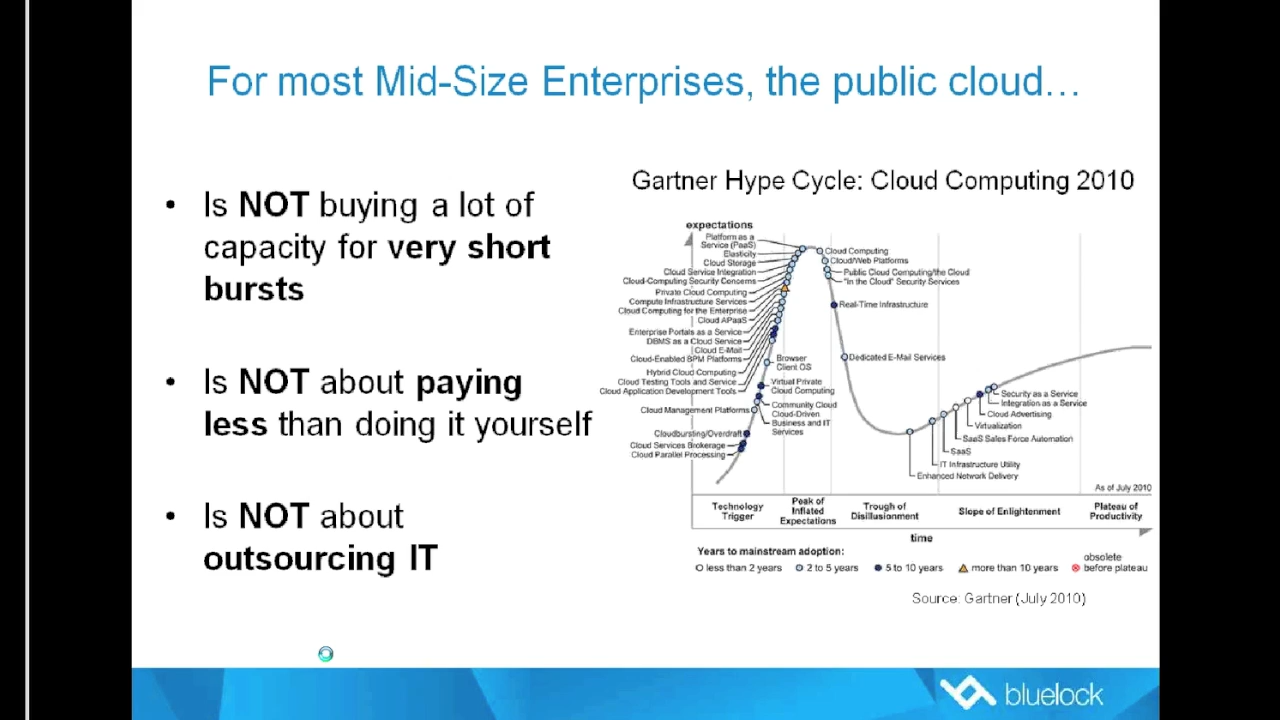 For most Mid-Size Enterprises, the public cloud…
• Is NOT buying a lot of
capacity for very short
bursts
• Is NOT about paying
less than doing it yourself
• Is NOT about
outsourcing IT
Gartner Hype Cycle: Cloud Computing 2010
expectations
Platform as a
Service (PaaS)
Elasticity
Cloud Storage
Cloud Service Integration
Cloud-Computing Security Concerns
Private Cloud Computing
Compute Infrastructure Services
Cloud Computing for the Enterprise
Cloud APaaS
Enterprise Portals as a Service
DBMS as a Cloud Service
Cloud E-Mail
Cloud-Enabled BPM Platforms
Hybrid Cloud Computing
Cloud Testing Tools and Service
Cloud Application Development Tools
Cloud Management Platforms
Cloudbursting/Overdraft
Cloud Services Brokerage
Cloud Parallel Processing
Browser
Client OS
Virtual Private
Cloud Computing
Community Cloud
Cloud-Driven
Business and IT
Services
Cloud Computing
Cloud/Web Platforms
Public Cloud Computing/the Cloud
"In the Cloud" Security Services
Real-Time Infrastructure
Dedicated E-Mail Services
Security as a Service
Integration as a Service
Cloud Advertising
Virtualization
SaaS Sales Force Automation
SaaS
IT Infrastructure Utility
Enhanced Network Delivery
As of July 2010
Technology
Trigger
Peak of
Inflated
Expectations
Trough of
Disillusionment
Slope of Enlightenment
Plateau of
Productivity
time
Years to mainstream adoption:
less than 2 years
2 to 5 years
5 to 10 years
more than 10 years
obsolete
before plateau
Source: Gartner (July 2010)
bluelock